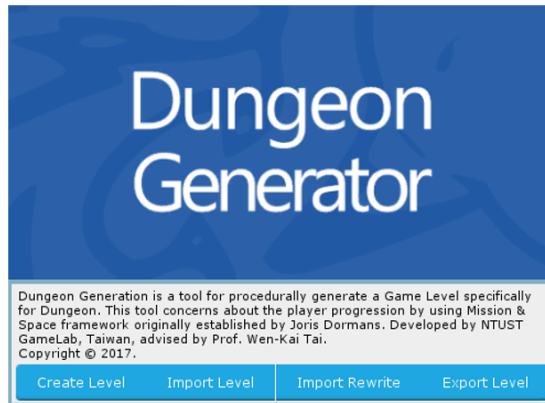 Dungeon
Generator
Dungeon Generation is a tool for procedurally generate a Game Level specifically
for Dungeon. This tool concerns about the player progression by using Mission &
Space framework originally established by Joris Dormans. Developed by NTUST
GameLab, Taiwan, advised by Prof. Wen-Kai Tai.
Copyright © 2017.
Create Level Import Level Import Rewrite Export Level